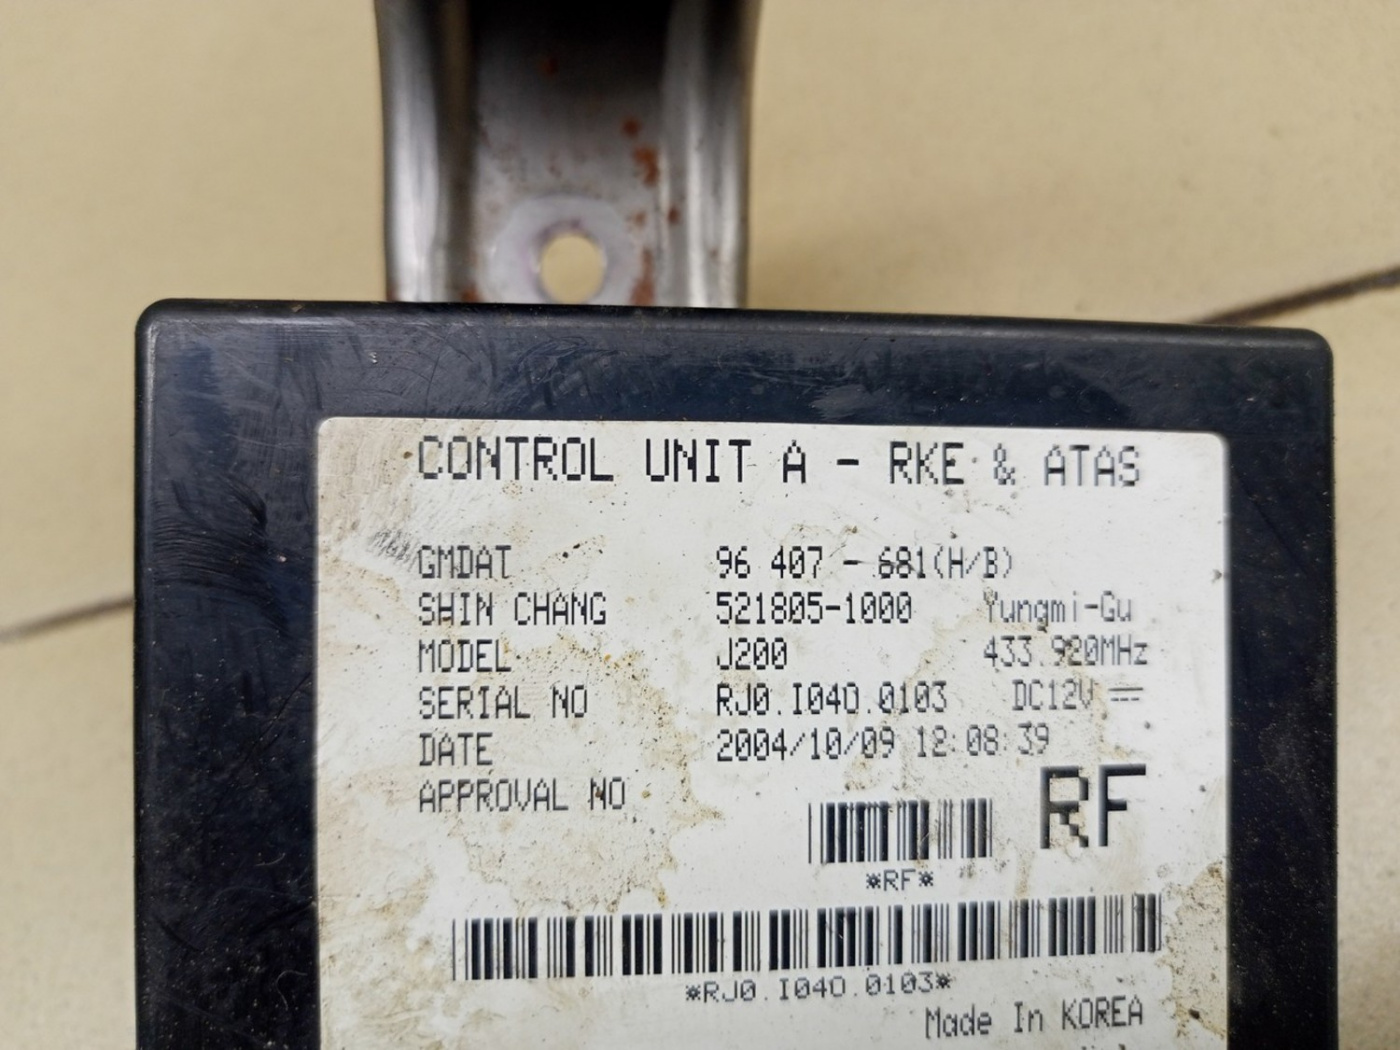 CONTROL UNIT A - RKE & ATAS
GMDAT 96 407 - 681(H/B)
SHIN CHANG 521805-1000 Yungmi-Gu
MODEL J200 433.920MHz
SERIAL NO RJ0.I040.0103 DC12V
DATE 2004/10/09 12:08:39
APPROVAL NO
RF
*RF*
*RJ0.I040.0103*
Made In KOREA